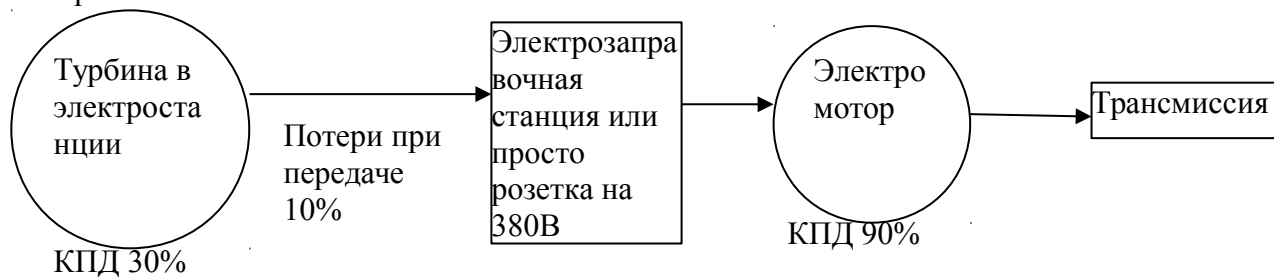 Турбина в
электроста
нции
КПД 30%
Потери при
передаче
10%
Электрозапра
вочная
станция или
просто
розетка на
380В
Электро
мотор
КПД 90%
Трансмиссия